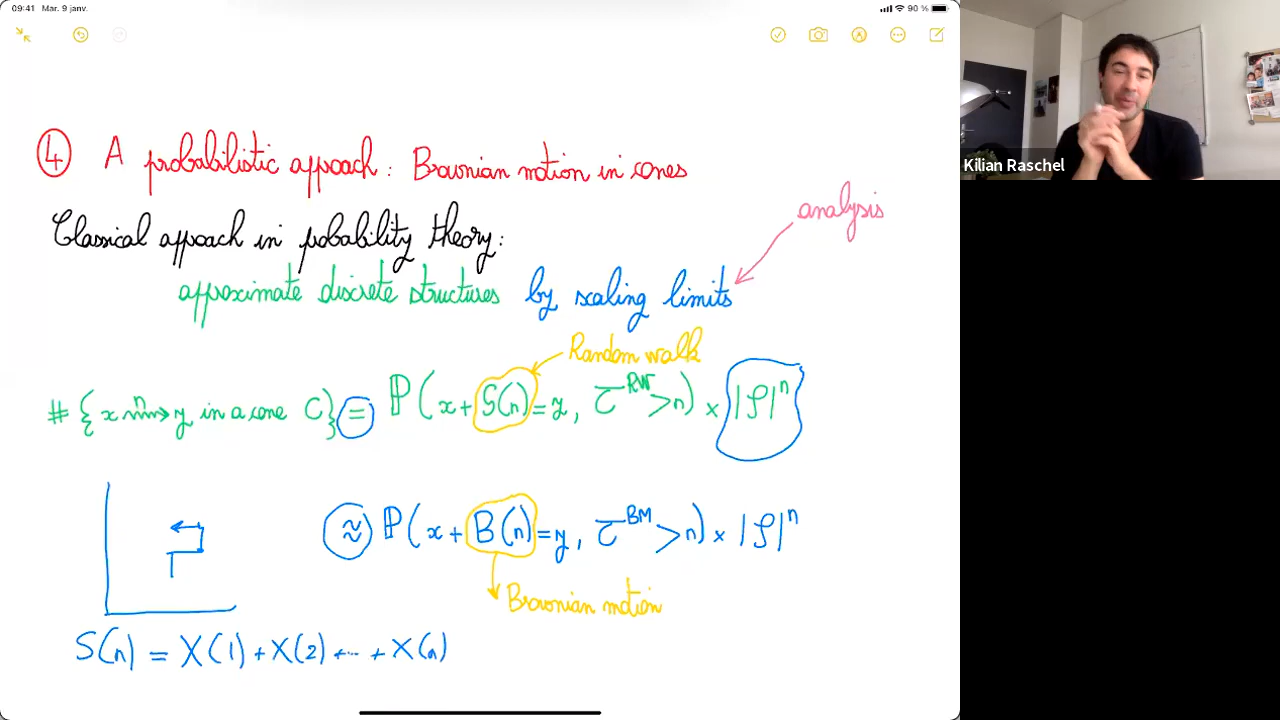 09:41 Mar. 9 janv.
90 %
④ A probabilistic approach: Brownian motion in cones
Classical approach in probability theory:
analysis
approximate discrete structures by scaling limits
Random walk
# { x ⁿ⟿ y in a cone C } = ℙ( x + S(n) = y, τ^RW > n ) × |𝒮|^n
≈ ℙ( x + B(n) = y, τ^BM > n ) × |𝒮|^n
Brownian motion
S(n) = X(1) + X(2) + ... + X(n)
Kilian Raschel